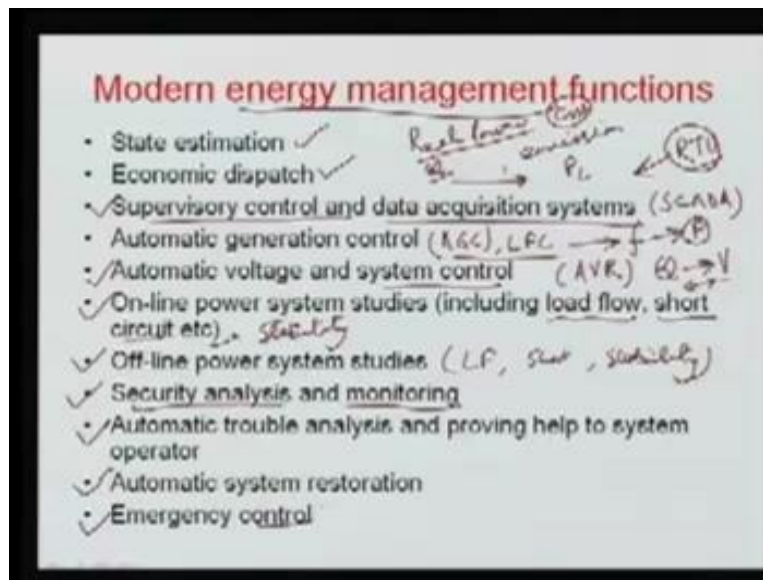 Modern energy management functions
• State estimation ✓
• Economic dispatch ✓ PL RTU
• Supervisory control and data acquisition systems (SCADA)
• Automatic generation control (AGC), LFC → f → P
• Automatic voltage and system control (AVR) Q → V
• On-line power system studies (including load flow, short
circuit etc). stability
• Off-line power system studies (LF, Short, Stability)
• Security analysis and monitoring
• Automatic trouble analysis and proving help to system
operator
• Automatic system restoration
• Emergency control